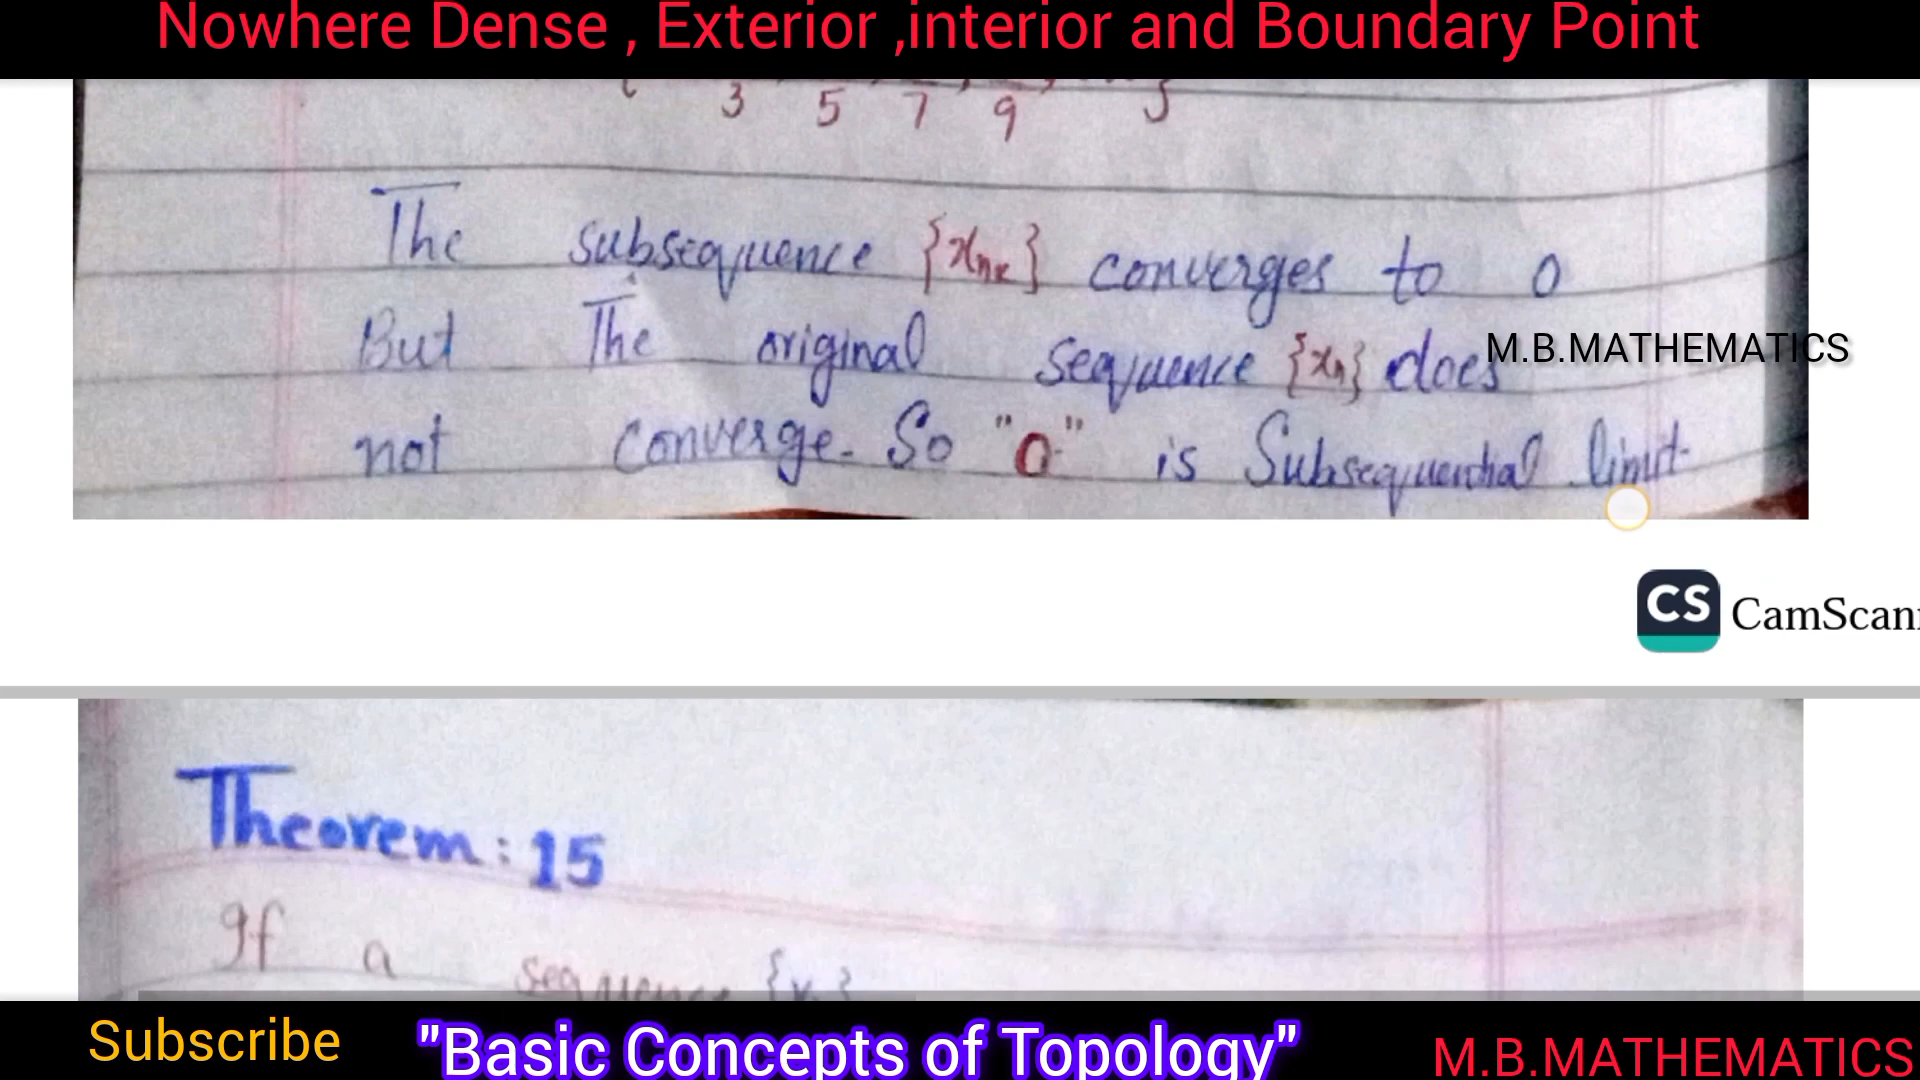 Nowhere Dense , Exterior ,interior and Boundary Point
3 5 7 , 9 , }
The subsequence {xnk} converges to 0
But The original sequence {xn} does
M.B.MATHEMATICS
not converge. So "0" is Subsequential limit
CS CamScan
Theorem : 15
If a sequence {x }
Subscribe "Basic Concepts of Topology" M.B.MATHEMATICS